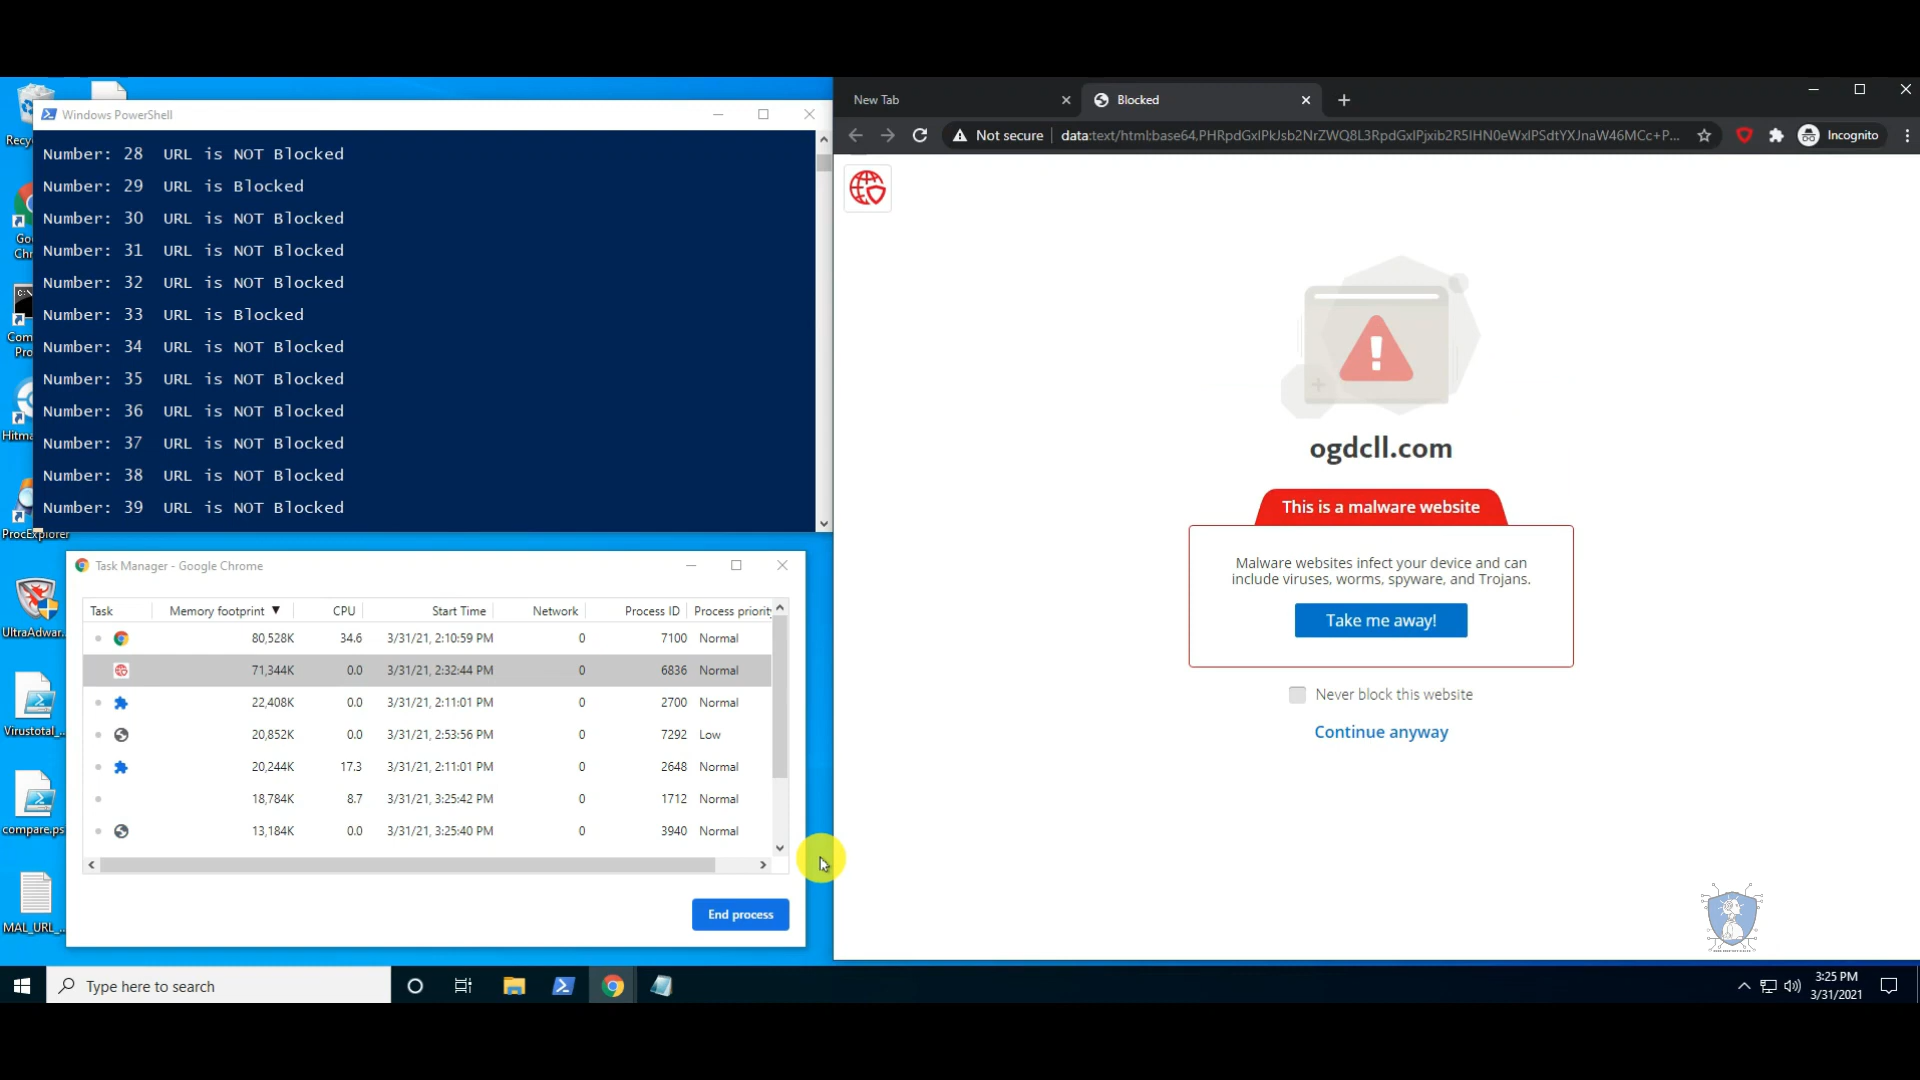 Windows PowerShell
Number: 28 URL is NOT Blocked
Number: 29 URL is Blocked
Number: 30 URL is NOT Blocked
Number: 31 URL is NOT Blocked
Number: 32 URL is NOT Blocked
Number: 33 URL is Blocked
Number: 34 URL is NOT Blocked
Number: 35 URL is NOT Blocked
Number: 36 URL is NOT Blocked
Number: 37 URL is NOT Blocked
Number: 38 URL is NOT Blocked
Number: 39 URL is NOT Blocked
Recy
Go
Chr
Com
Pro
Hitma
ProcExplorer
UltraAdwar...
Virustotal_...
compare.ps
MAL_URL_...
Task Manager - Google Chrome
Task Memory footprint ▼ CPU Start Time Network Process ID Process priority
80,528K 34.6 3/31/21, 2:10:59 PM 0 7100 Normal
71,344K 0.0 3/31/21, 2:32:44 PM 0 6836 Normal
22,408K 0.0 3/31/21, 2:11:01 PM 0 2700 Normal
20,852K 0.0 3/31/21, 2:53:56 PM 0 7292 Low
20,244K 17.3 3/31/21, 2:11:01 PM 0 2648 Normal
18,784K 8.7 3/31/21, 3:25:42 PM 0 1712 Normal
13,184K 0.0 3/31/21, 3:25:40 PM 0 3940 Normal
End process
New Tab
Blocked
Not secure
Incognito
ogdcll.com
This is a malware website
Malware websites infect your device and can
include viruses, worms, spyware, and Trojans.
Take me away!
Never block this website
Continue anyway
Type here to search
3:25 PM
3/31/2021